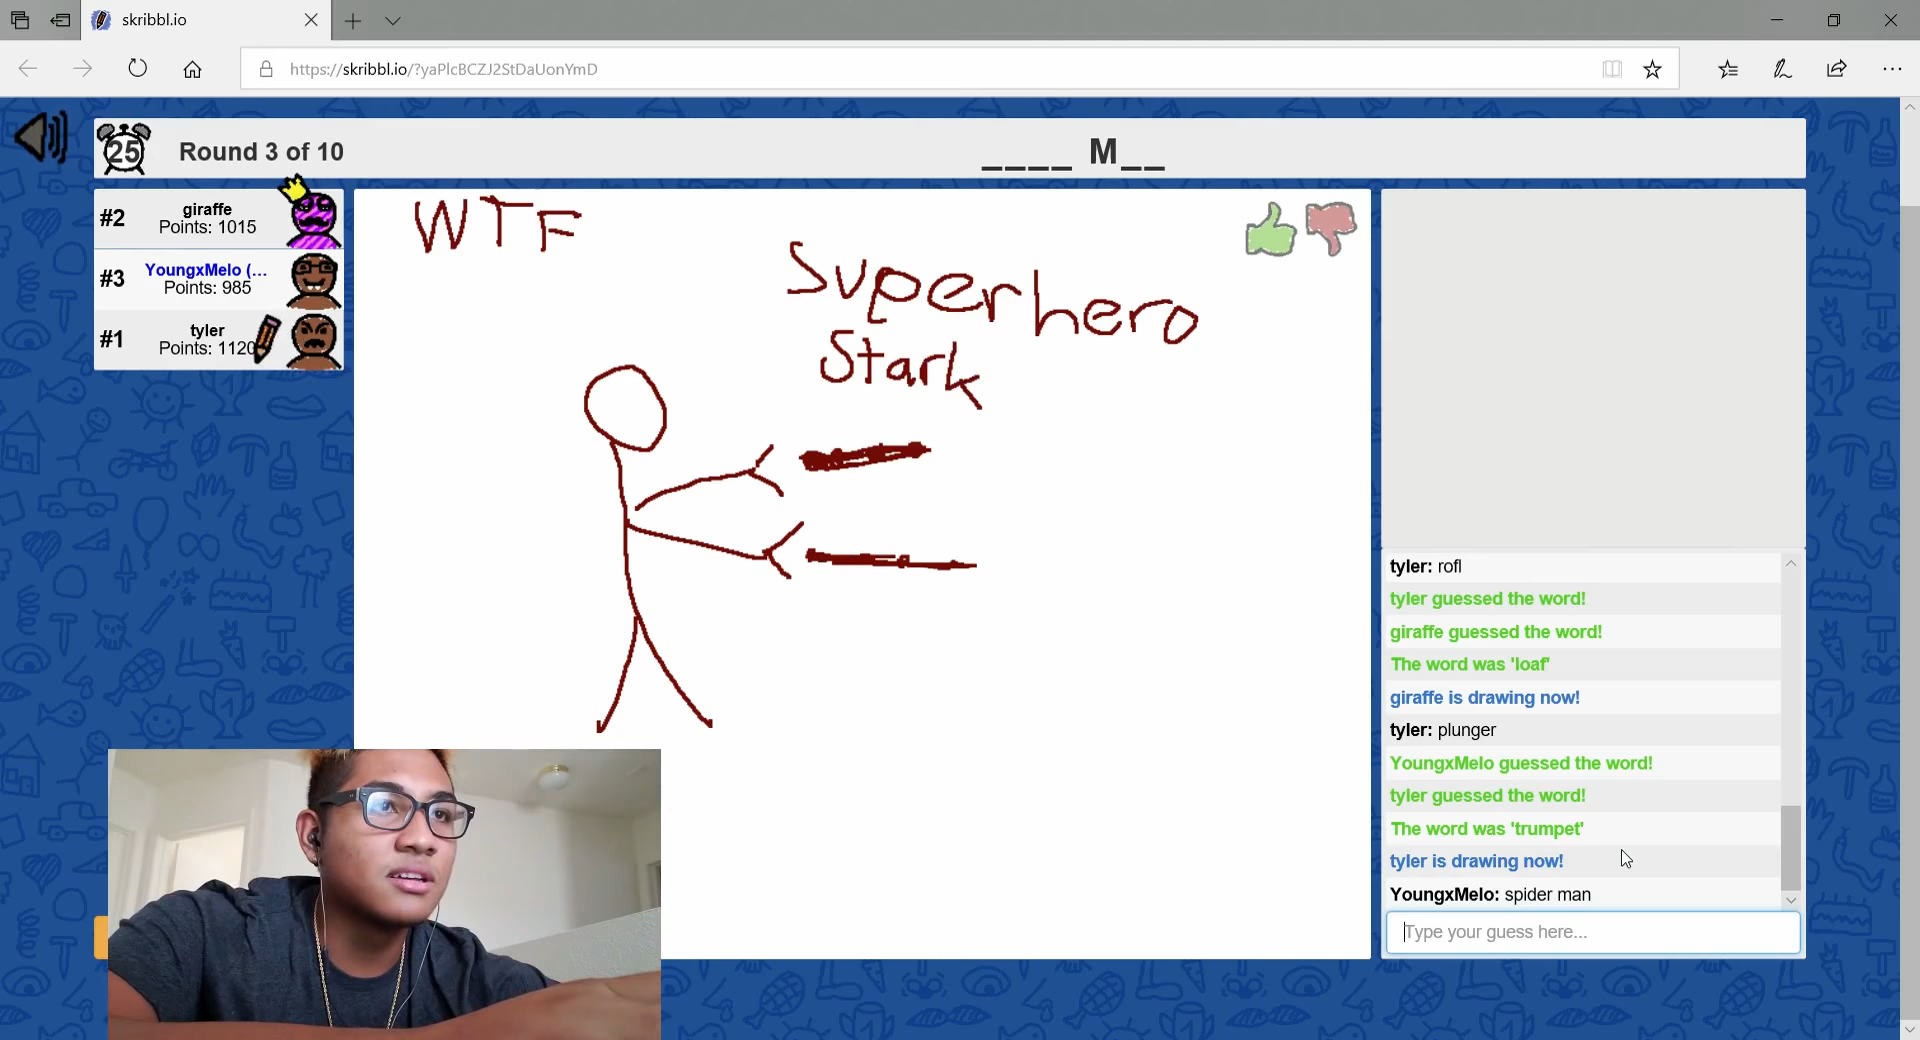 skribbl.io
https://skribbl.io/?yaPlcBCZJ2StDaUonYmD
25
Round 3 of 10
____ M__
#2
giraffe
Points: 1015
#3
YoungxMelo (...
Points: 985
#1
tyler
Points: 1120
WTF
Superhero
Stark
tyler: rofl
tyler guessed the word!
giraffe guessed the word!
The word was 'loaf'
giraffe is drawing now!
tyler: plunger
YoungxMelo guessed the word!
tyler guessed the word!
The word was 'trumpet'
tyler is drawing now!
YoungxMelo: spider man
Type your guess here...